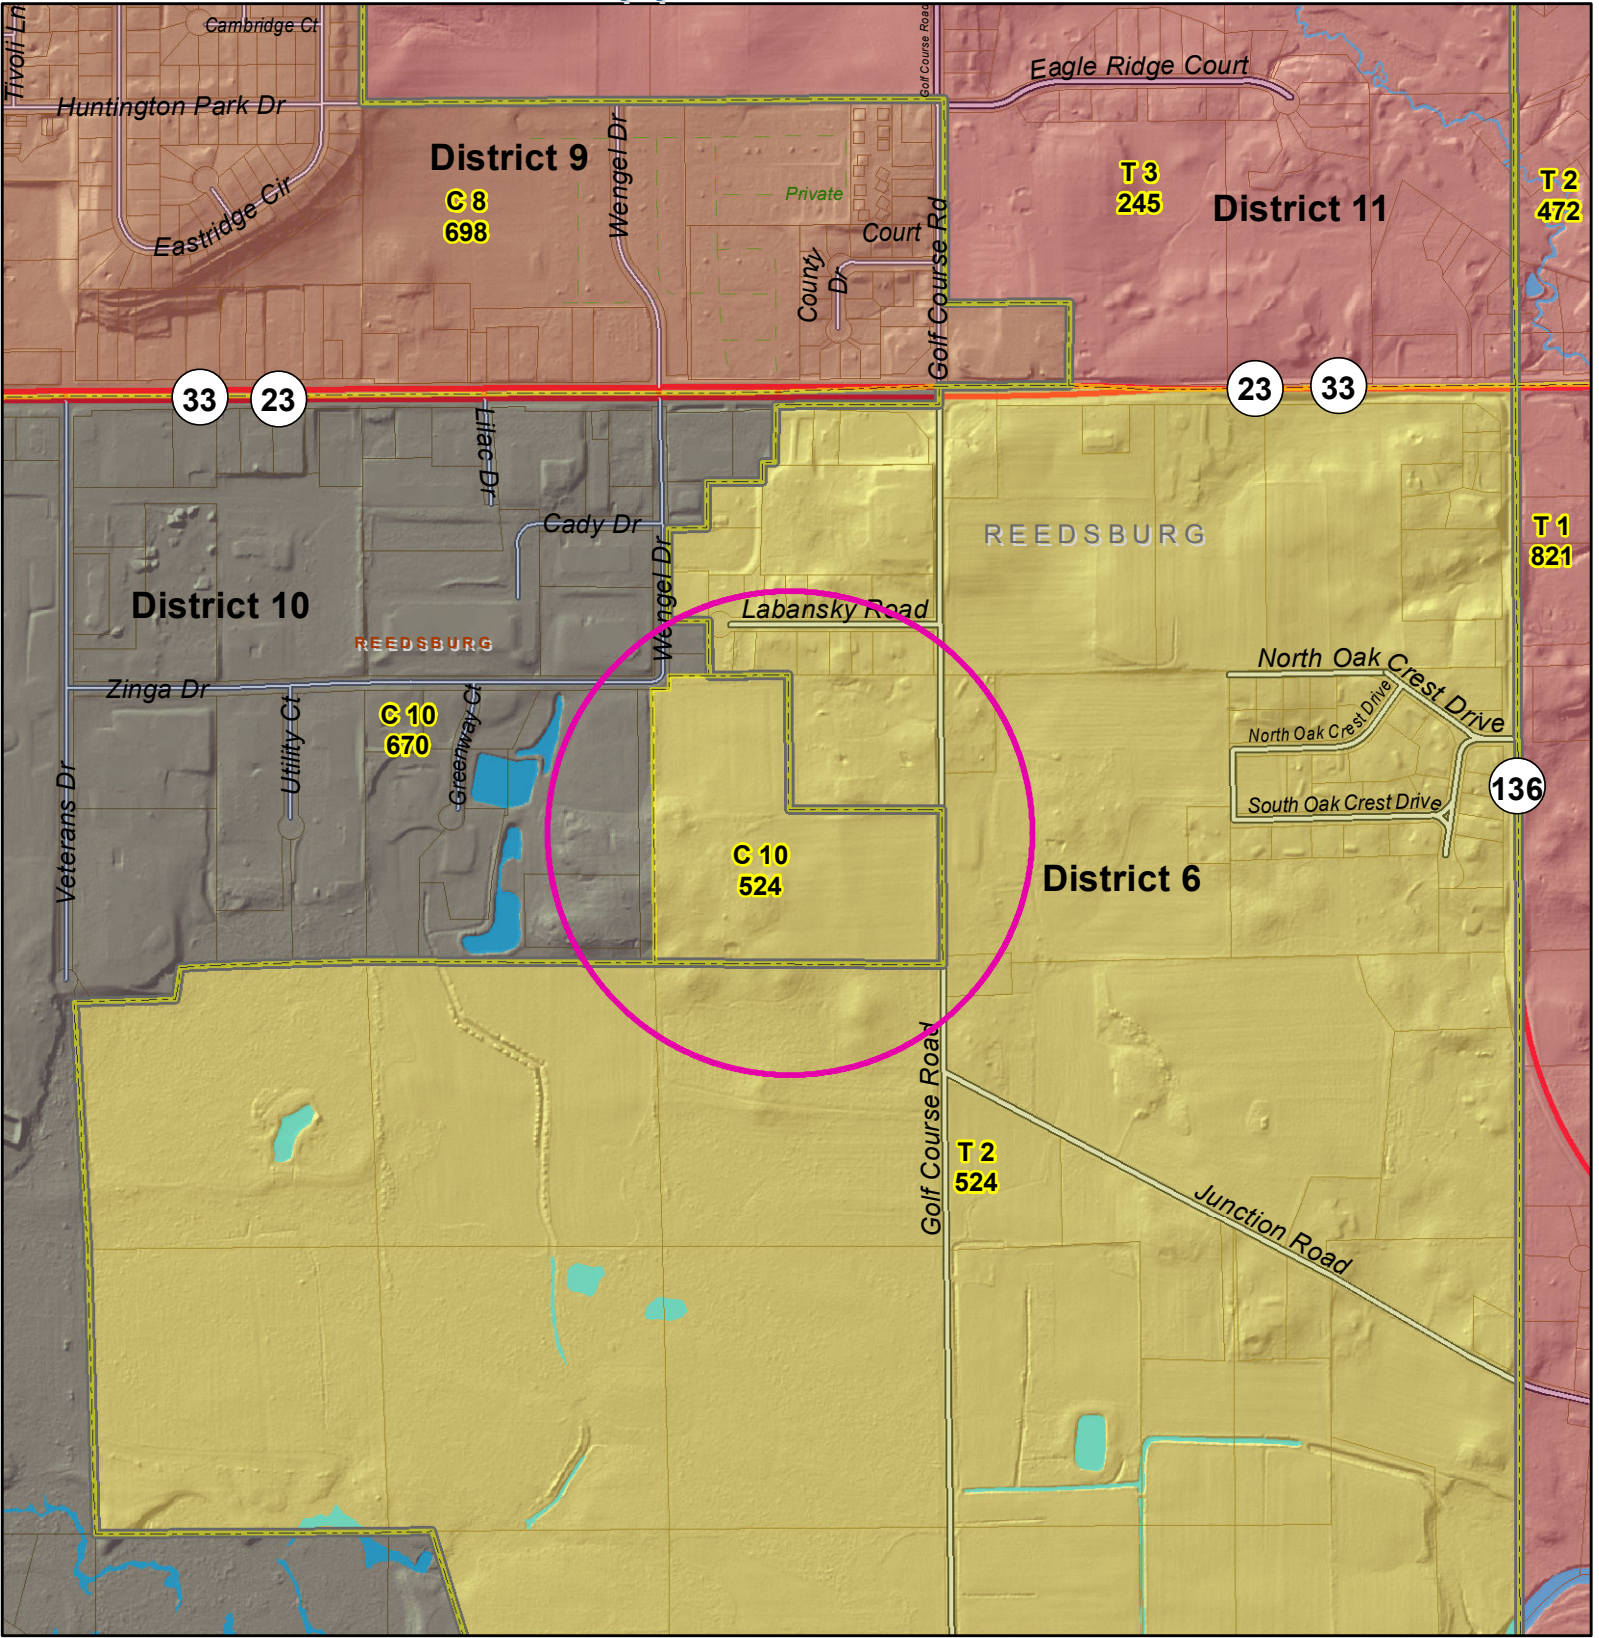 Tivoli Ln
Cambridge Ct
Golf Course Road
Eagle Ridge Court
Huntington Park Dr
District 9
Wengel Dr
C 8
698
Private
T 3
245
District 11
T 2
472
Eastridge Cir
Court
County
Dr
Golf Course Rd
33
23
23
33
Lilac Dr
Cady Dr
REEDSBURG
T 1
821
Wengel Dr
District 10
Labansky Road
REEDSBURG
North Oak Crest Drive
Zinga Dr
C 10
670
Utility Ct
Greenway Ct
North Oak Crest Drive
136
Veterans Dr
South Oak Crest Drive
C 10
524
District 6
Golf Course Road
T 2
524
Junction Road